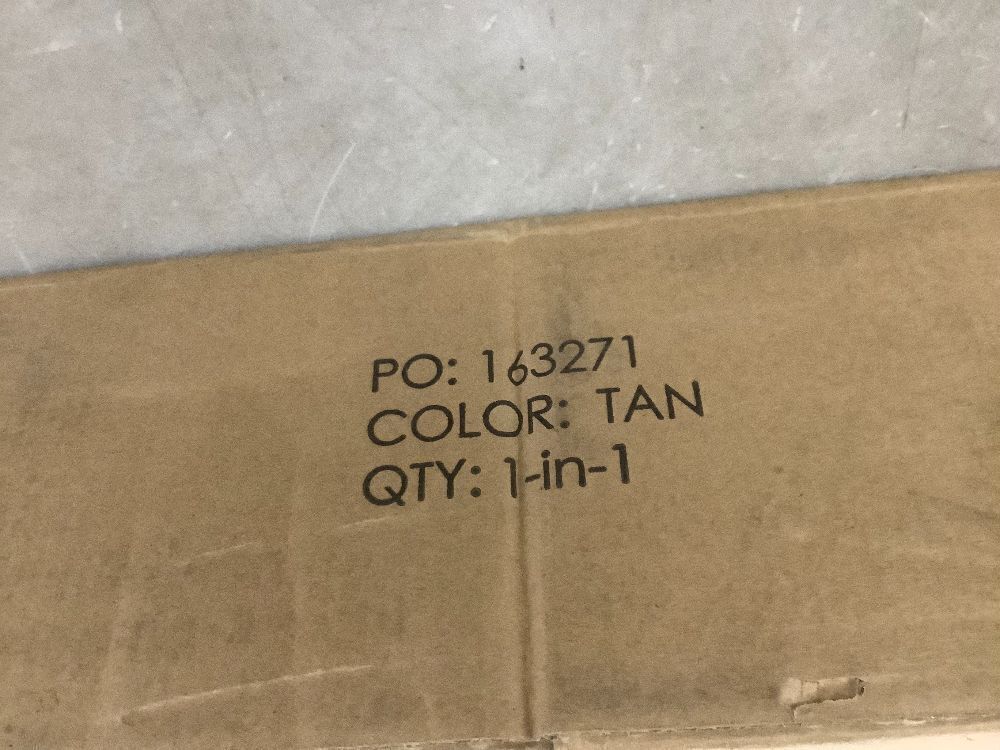 PO: 163271
COLOR: TAN
QTY: 1-in-1